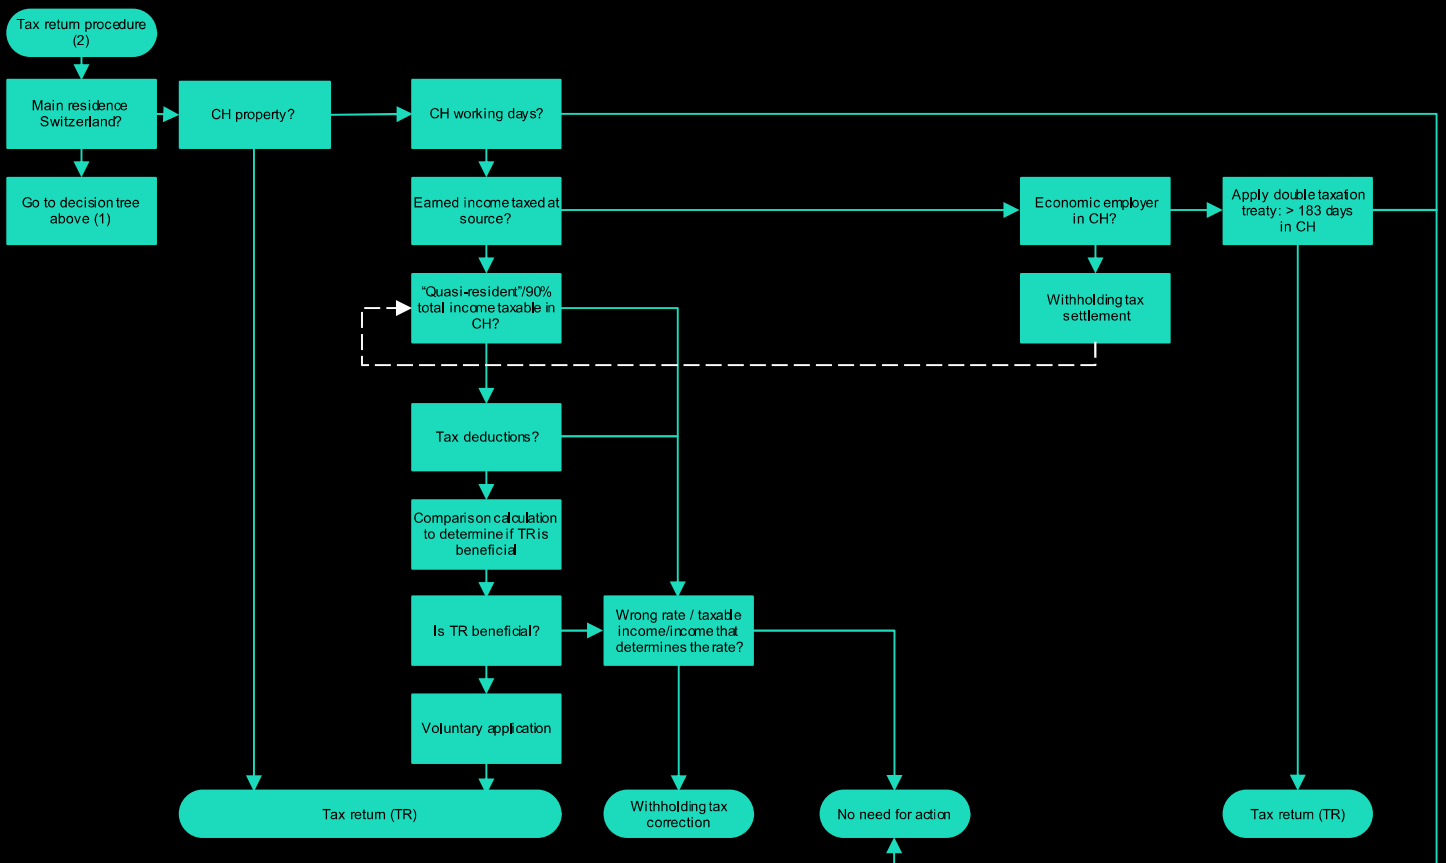 Tax return procedure
(2)
Main residence
Switzerland?
CH property?
CH working days?
Go to decision tree
above (1)
Earned income taxed at
source?
Economic employer
in CH?
Apply double taxation
treaty: > 183 days
in CH
“Quasi-resident”/90%
total income taxable in
CH?
Withholding tax
settlement
Tax deductions?
Comparison calculation
to determine if TR is
beneficial
Is TR beneficial?
Wrong rate / taxable
income/income that
determines the rate?
Voluntary application
Tax return (TR)
Withholding tax
correction
No need for action
Tax return (TR)